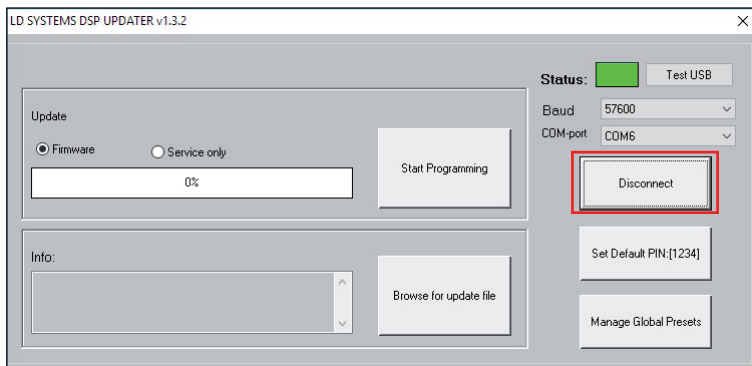 LD SYSTEMS DSP UPDATER v1.3.2
Status:
Test USB
Update
Baud
57600
Firmware
Service only
COM-port
COM6
0%
Start Programming
Disconnect
Info:
Browse for update file
Set Default PIN:[1234]
Manage Global Presets